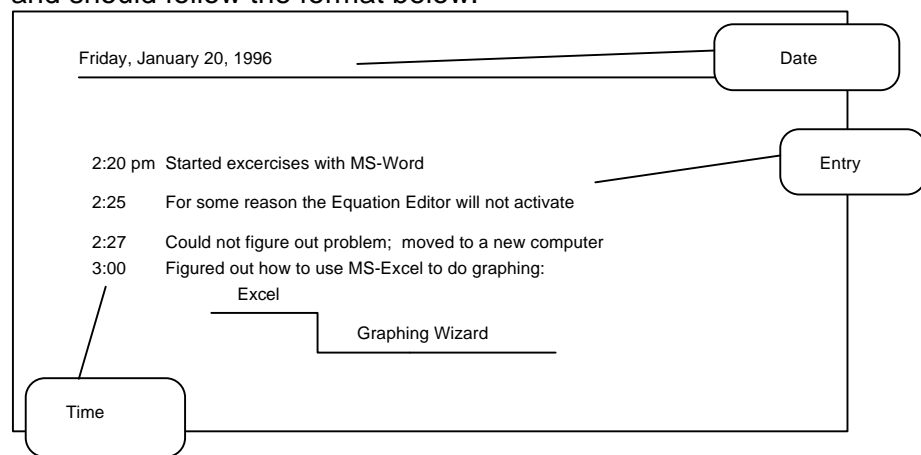 and should follow the format below:
Friday, January 20, 1996
Date
2:20 pm Started excercises with MS-Word
Entry
2:25 For some reason the Equation Editor will not activate
2:27 Could not figure out problem; moved to a new computer
3:00 Figured out how to use MS-Excel to do graphing:
Excel
Graphing Wizard
Time